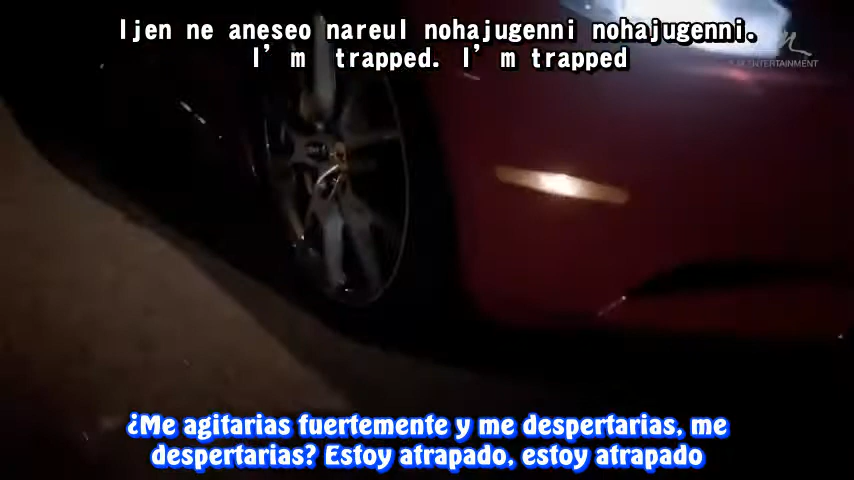 Ijen ne aneseo nareul nohajugenni nohajugenni.
I’m trapped. I’m trapped
ENTERTAINMENT
¿Me agitarias fuertemente y me despertarias, me
despertarias? Estoy atrapado, estoy atrapado